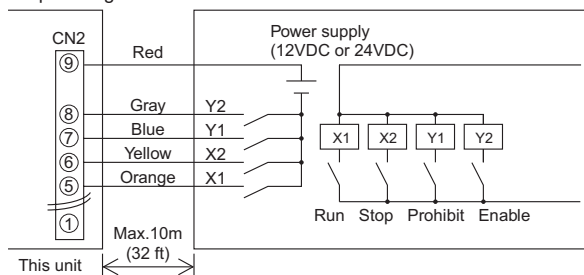 CN2
Power supply
(12VDC or 24VDC)
9 Red
8 Gray Y2
7 Blue Y1
6 Yellow X2
5 Orange X1
1
X1 X2 Y1 Y2
Run Stop Prohibit Enable
Max.10m
(32 ft)
This unit